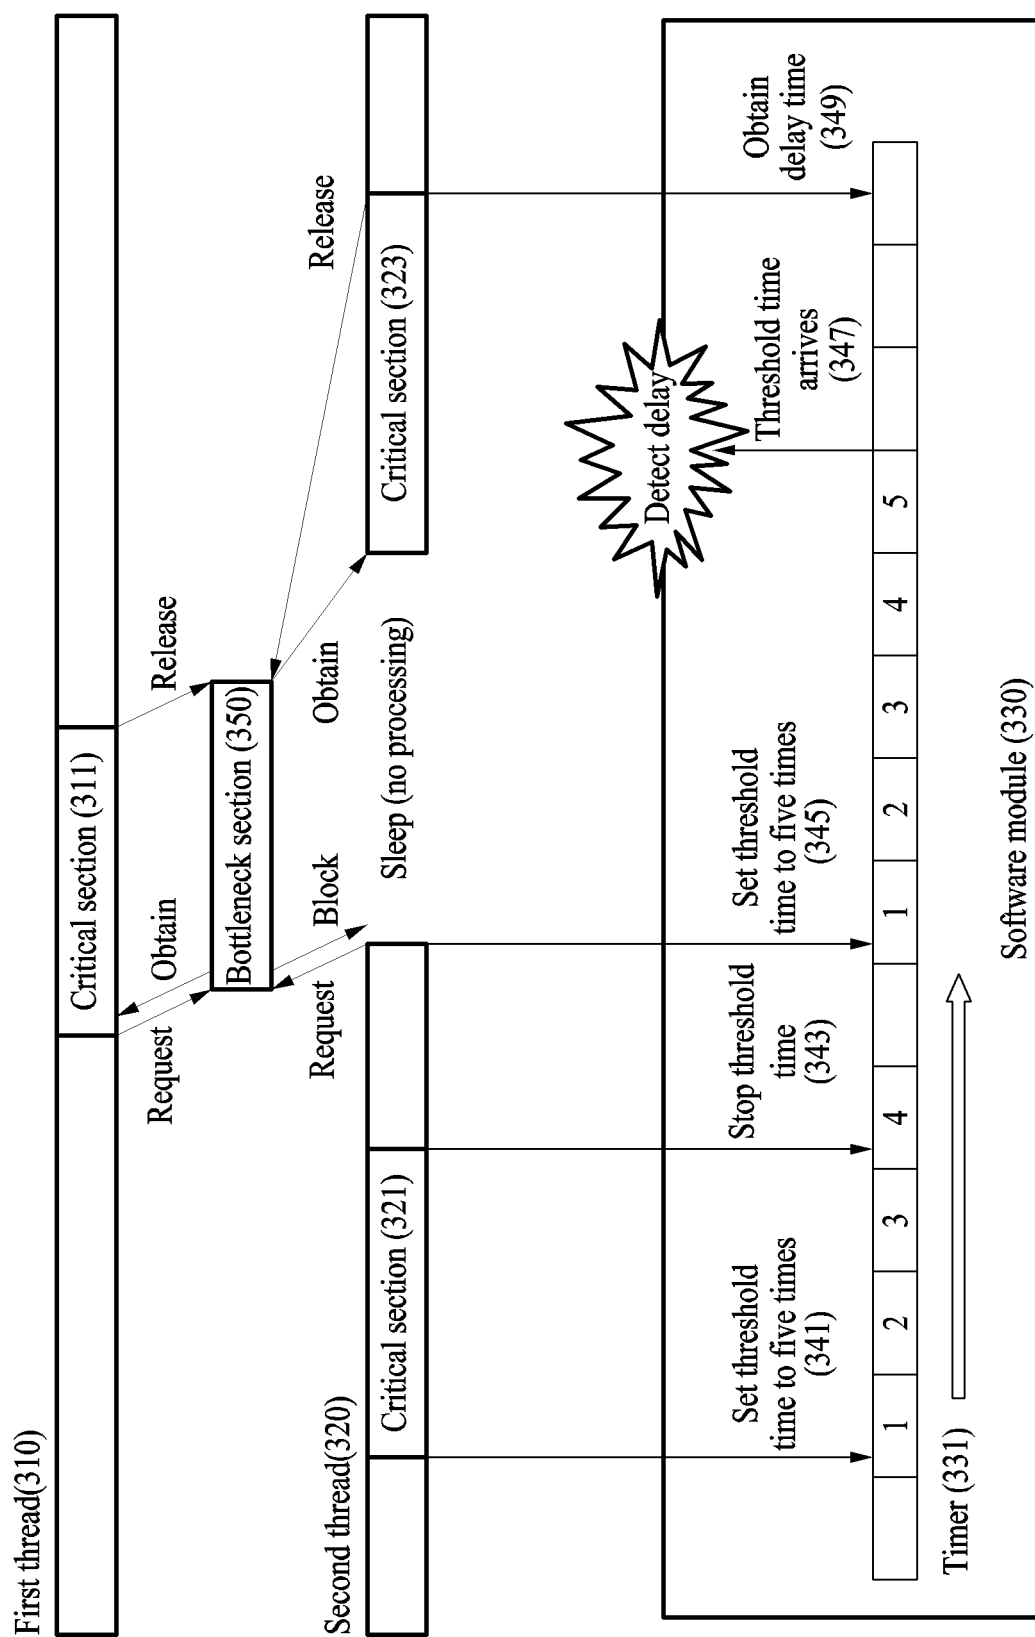 First thread(310)
Critical section (311)
Request
Obtain
Release
Bottleneck section (350)
Request
Block
Obtain
Release
Second thread(320)
Critical section (321)
Sleep (no processing)
Critical section (323)
Detect delay
Set threshold
time to five times
(341)
Stop threshold
time
(343)
Set threshold
time to five times
(345)
Threshold time
arrives
(347)
Obtain
delay time
(349)
1
2
3
4
1
2
3
4
5
Timer (331)
Software module (330)